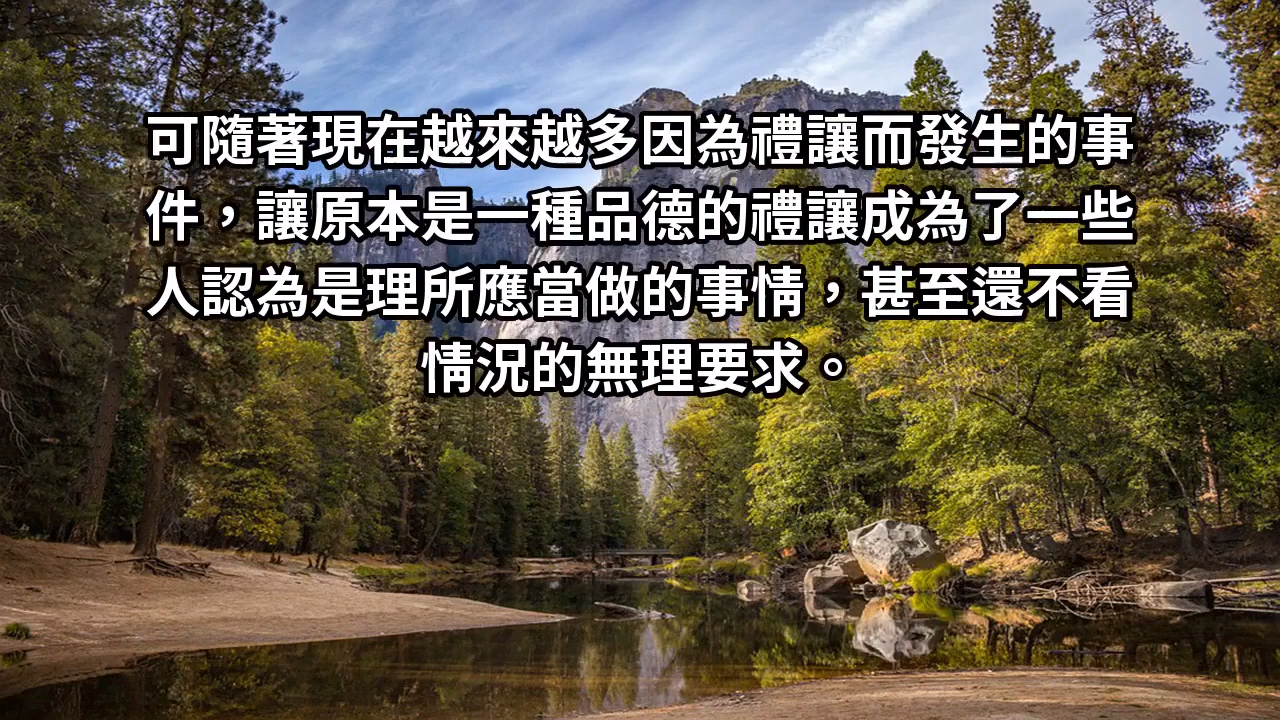 可隨著現在越來越多因為禮讓而發生的事
件，讓原本是一種品德的禮讓成為了一些
人認為是理所應當做的事情，甚至還不看
情況的無理要求。